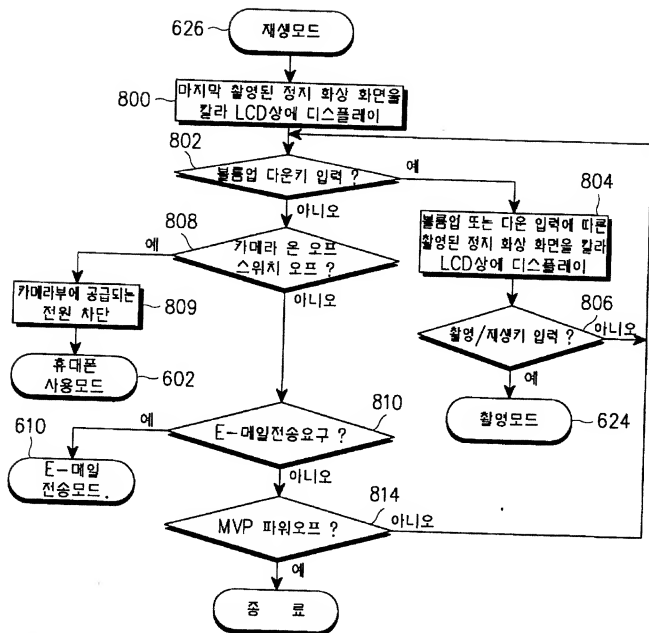 626
재생모드
800
마지막 촬영된 정지 화상 화면을
칼라 LCD상에 디스플레이
802
볼륨업 다운키 입력 ?
예
아니오
804
볼륨업 또는 다운 입력에 따른
촬영된 정지 화상 화면을 칼라
LCD상에 디스플레이
808
카메라 온 오프
스위치 오프 ?
예
아니오
806
촬영/재생키 입력 ?
아니오
예
카메라부에 공급되는
전원 차단
809
휴대폰
사용모드
602
촬영모드
624
810
E-메일전송요구 ?
예
아니오
610
E-메일
전송모드.
814
MVP 파워오프 ?
아니오
예
종 료